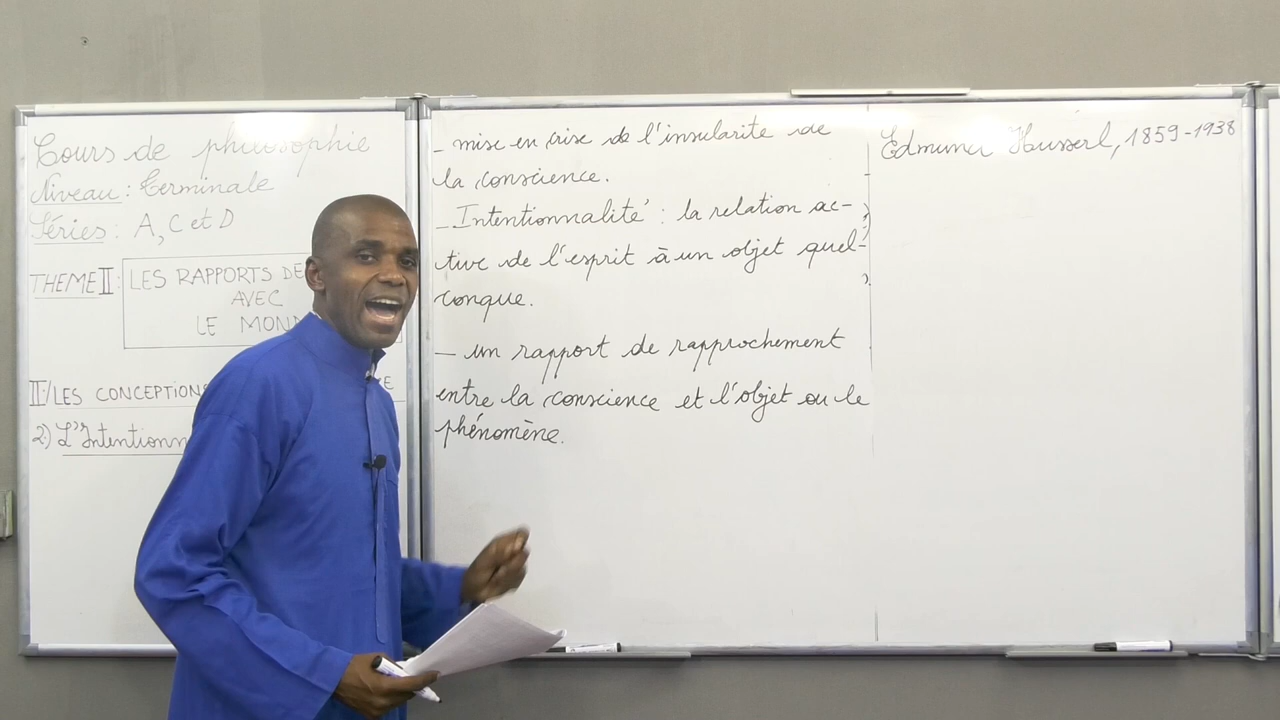 Cours de philosophie
Niveau : Terminale
Séries : A, C et D
THEME II : LES RAPPORTS DE
AVEC
LE MOND
II / LES CONCEPTIONS
2) L'Intentionn
_ mise en crise de l'insularité de
la conscience.
_ Intentionnalité : la relation ac-
tive de l'esprit à un objet quel-
conque.
_ un rapport de rapprochement
entre la conscience et l'objet ou le
phénomène.
Edmund Husserl, 1859-1938